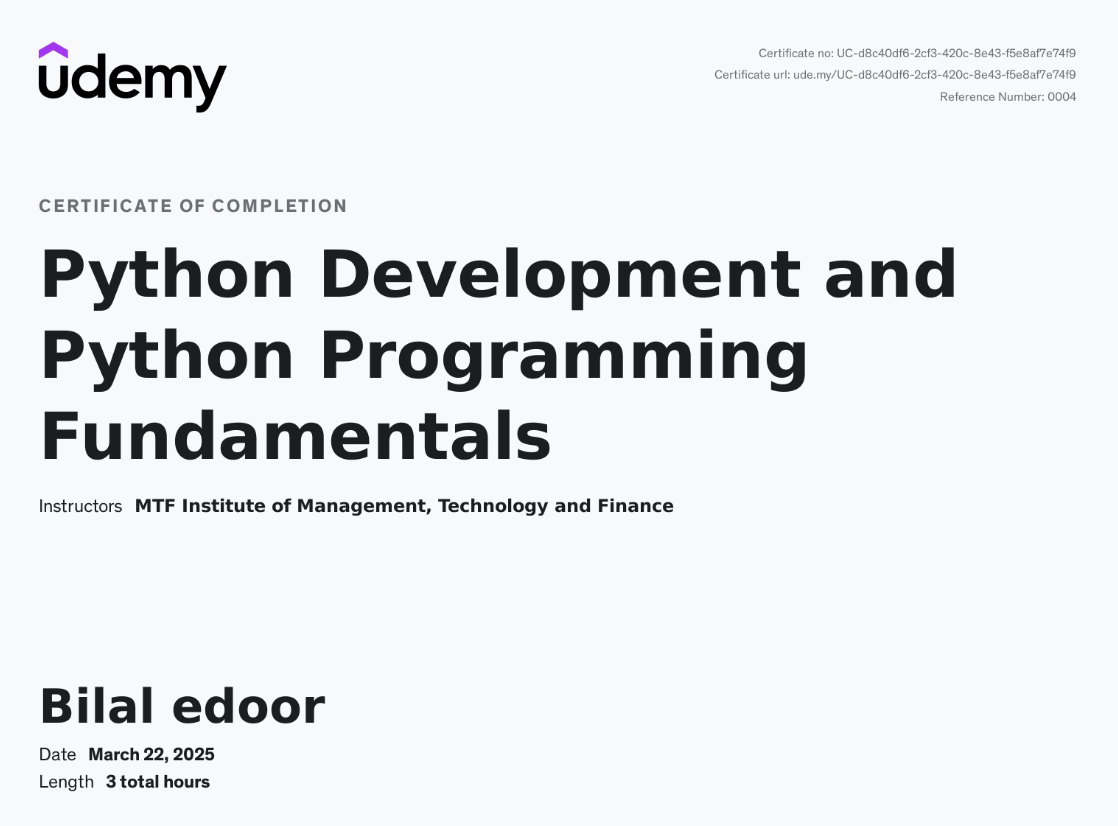 udemy
Certificate no: UC-d8c40df6-2cf3-420c-8e43-f5e8af7e74f9
Certificate url: ude.my/UC-d8c40df6-2cf3-420c-8e43-f5e8af7e74f9
Reference Number: 0004
CERTIFICATE OF COMPLETION
Python Development and
Python Programming
Fundamentals
Instructors MTF Institute of Management, Technology and Finance
Bilal edoor
Date March 22, 2025
Length 3 total hours